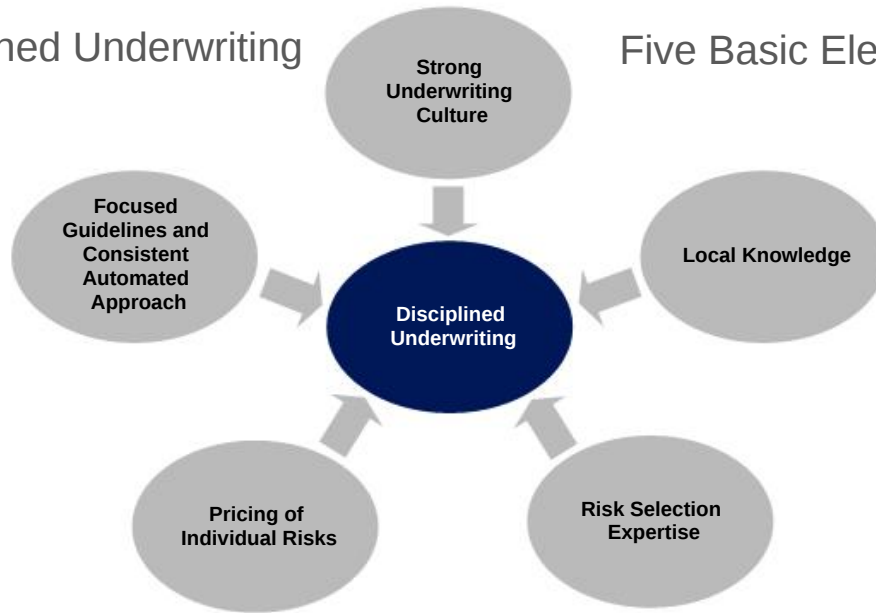 ned Underwriting
Five Basic Ele
Strong
Underwriting
Culture
Focused
Guidelines and
Consistent
Automated
Approach
Local Knowledge
Disciplined
Underwriting
Pricing of
Individual Risks
Risk Selection
Expertise